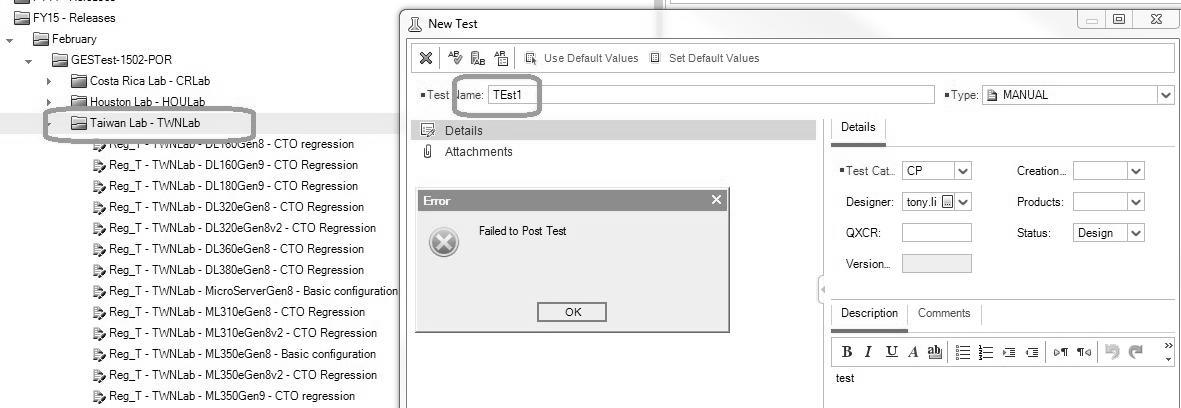 FY15 - Releases
February
GESTest-1502-POR
Costa Rica Lab - CRLab
Houston Lab - HOULab
Taiwan Lab - TWNLab
Reg_T - TWNLab - DL160Gen8 - CTO regression
Reg_T - TWNLab - DL160Gen9 - CTO Regression
Reg_T - TWNLab - DL180Gen9 - CTO Regression
Reg_T - TWNLab - DL320eGen8 - CTO Regression
Reg_T - TWNLab - DL320eGen8v2 - CTO Regression
Reg_T - TWNLab - DL360Gen8 - CTO Regression
Reg_T - TWNLab - DL380eGen8 - CTO Regression
Reg_T - TWNLab - MicroServerGen8 - Basic configuration
Reg_T - TWNLab - ML310eGen8 - CTO Regression
Reg_T - TWNLab - ML310eGen8v2 - CTO Regression
Reg_T - TWNLab - ML350eGen8 - Basic configuration
Reg_T - TWNLab - ML350eGen8v2 - CTO Regression
Reg_T - TWNLab - ML350Gen9 - CTO regression
New Test
Use Default Values Set Default Values
Test Name: TEst1 Type: MANUAL
Details
Attachments
Error
Failed to Post Test
OK
Details
Test Cat... CP Creation...
Designer: tony.li ... Products:
QXCR: Status: Design
Version...
Description Comments
B I U A ab
test